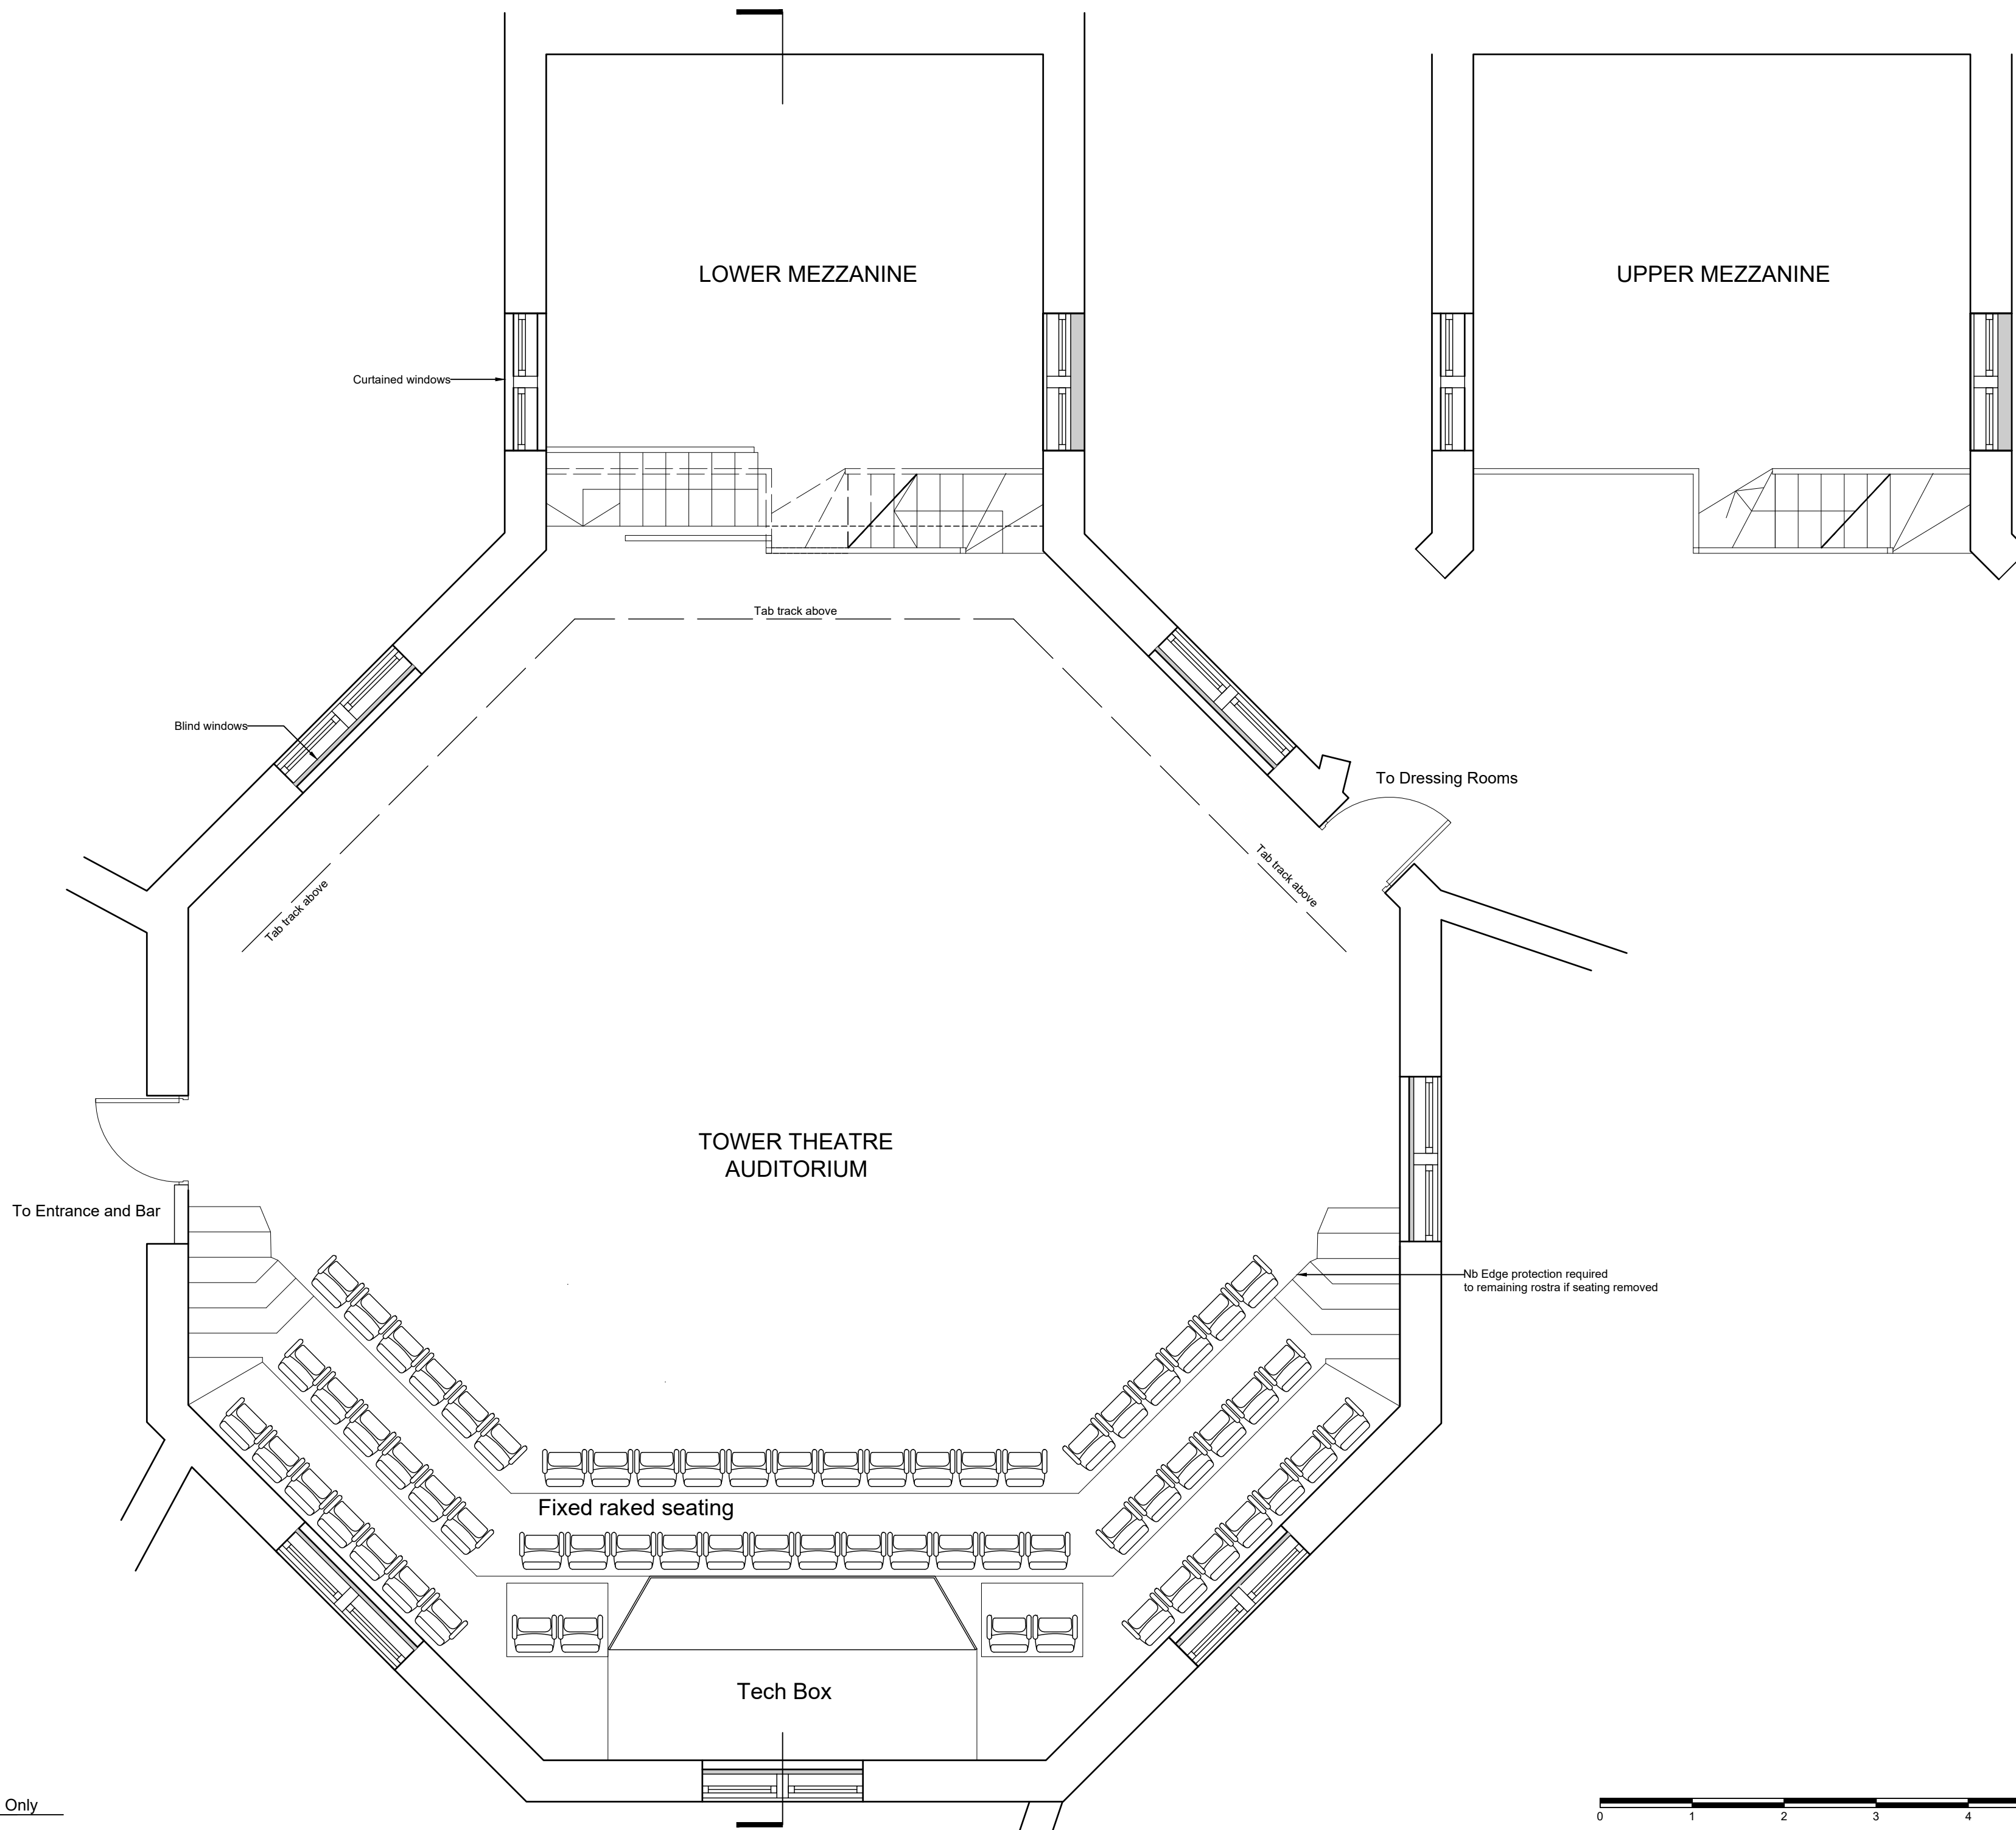 LOWER MEZZANINE
UPPER MEZZANINE
Curtained windows
Tab track above
Blind windows
To Dressing Rooms
Tab track above
Tab track above
TOWER THEATRE
AUDITORIUM
To Entrance and Bar
Nb Edge protection required
to remaining rostra if seating removed
Fixed raked seating
Tech Box
Only
0 1 2 3 4